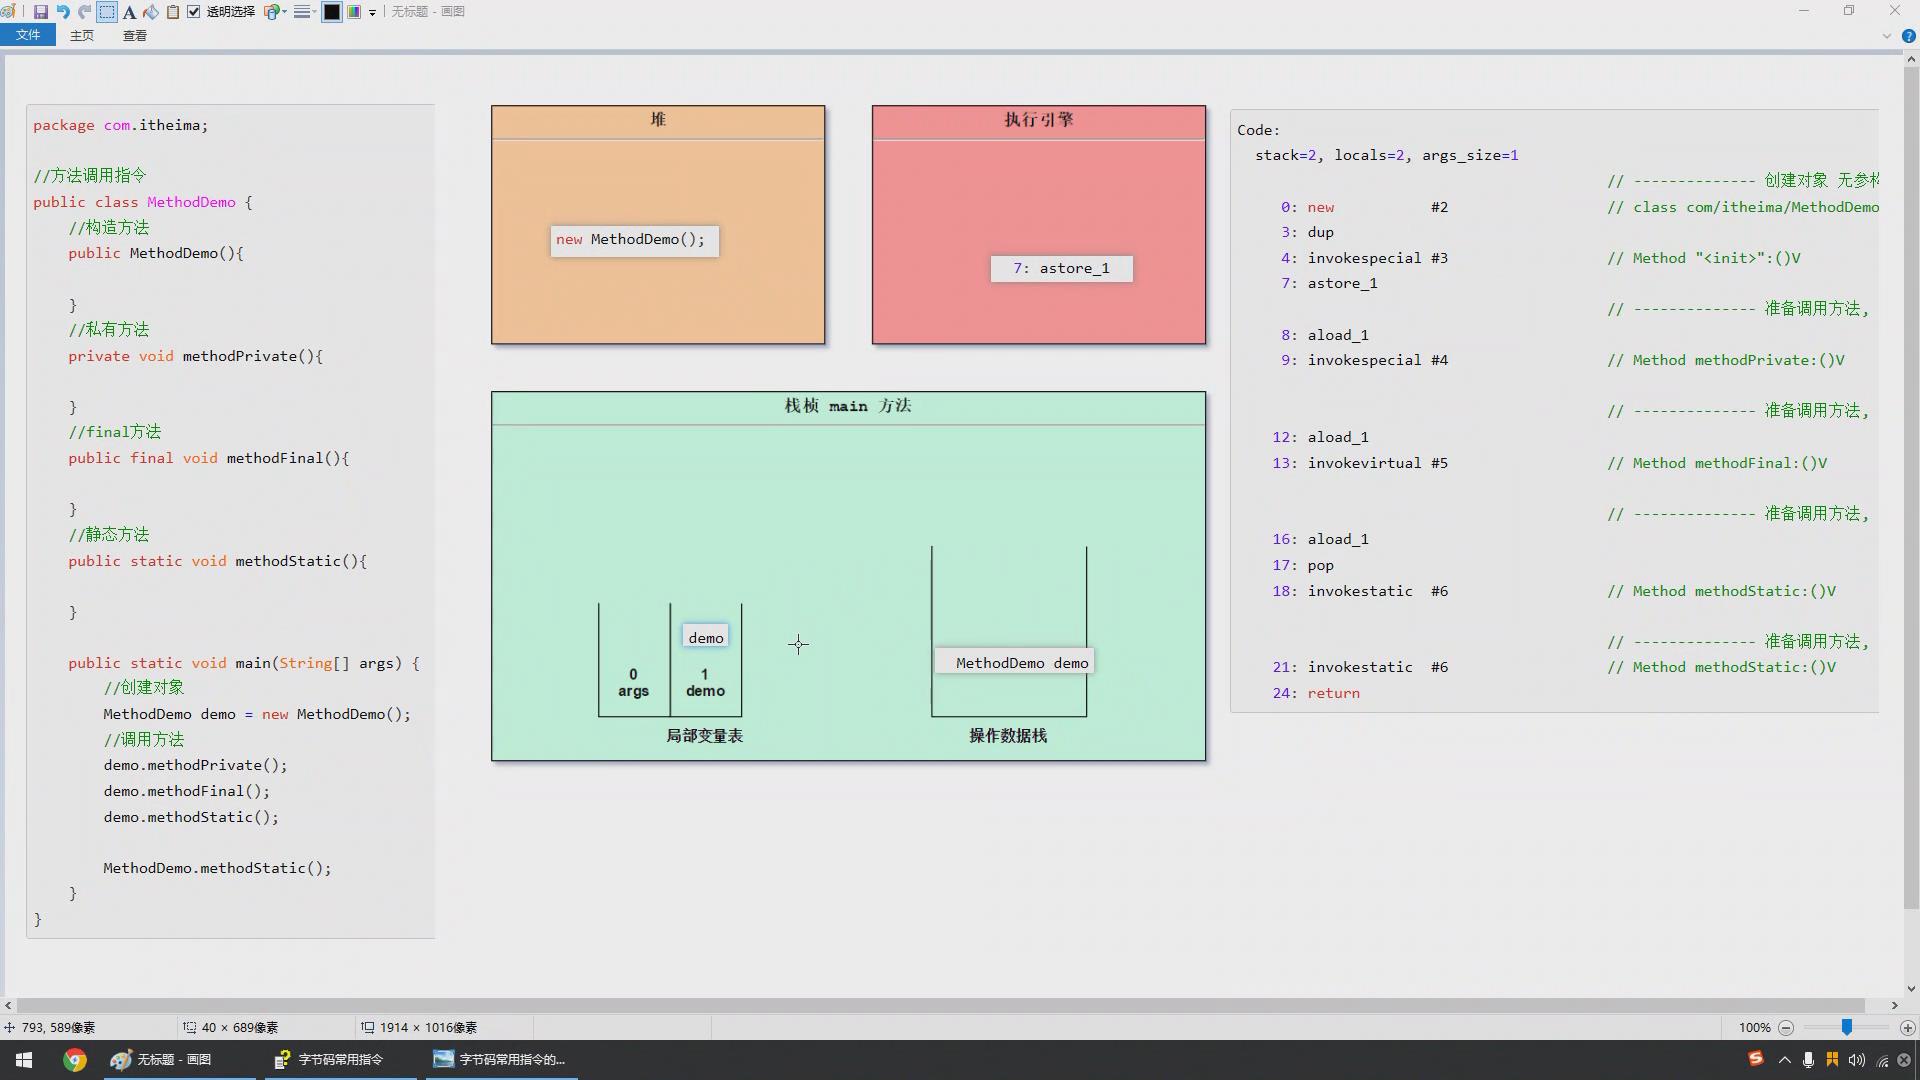 透明选择
无标题 - 画图
文件
主页
查看
package com.itheima;
//方法调用指令
public class MethodDemo {
//构造方法
public MethodDemo(){
}
//私有方法
private void methodPrivate(){
}
//final方法
public final void methodFinal(){
}
//静态方法
public static void methodStatic(){
}
public static void main(String[] args) {
//创建对象
MethodDemo demo = new MethodDemo();
//调用方法
demo.methodPrivate();
demo.methodFinal();
demo.methodStatic();
MethodDemo.methodStatic();
}
}
堆
new MethodDemo();
执行引擎
7: astore_1
栈桢 main 方法
demo
0
args
1
demo
局部变量表
MethodDemo demo
操作数据栈
Code:
stack=2, locals=2, args_size=1
// -------------- 创建对象 无参构
0: new #2 // class com/itheima/MethodDemo
3: dup
4: invokespecial #3 // Method "<init>":()V
7: astore_1
// -------------- 准备调用方法,
8: aload_1
9: invokespecial #4 // Method methodPrivate:()V
// -------------- 准备调用方法,
12: aload_1
13: invokevirtual #5 // Method methodFinal:()V
// -------------- 准备调用方法,
16: aload_1
17: pop
18: invokestatic #6 // Method methodStatic:()V
// -------------- 准备调用方法,
21: invokestatic #6 // Method methodStatic:()V
24: return
793, 589像素
40 × 689像素
1914 × 1016像素
100%
无标题 - 画图
字节码常用指令
字节码常用指令的...